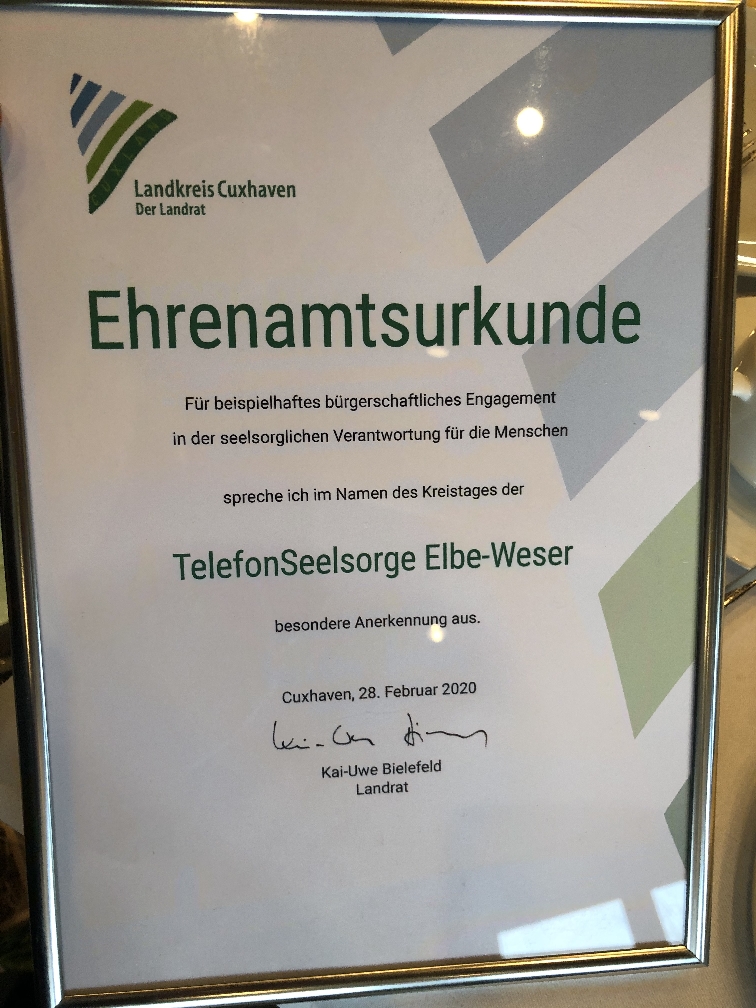 CUXLAND
Landkreis Cuxhaven
Der Landrat
Ehrenamtsurkunde
Für beispielhaftes bürgerschaftliches Engagement
in der seelsorglichen Verantwortung für die Menschen
spreche ich im Namen des Kreistages der
TelefonSeelsorge Elbe-Weser
besondere Anerkennung aus.
Cuxhaven, 28. Februar 2020
Kai-Uwe Bielefeld
Landrat